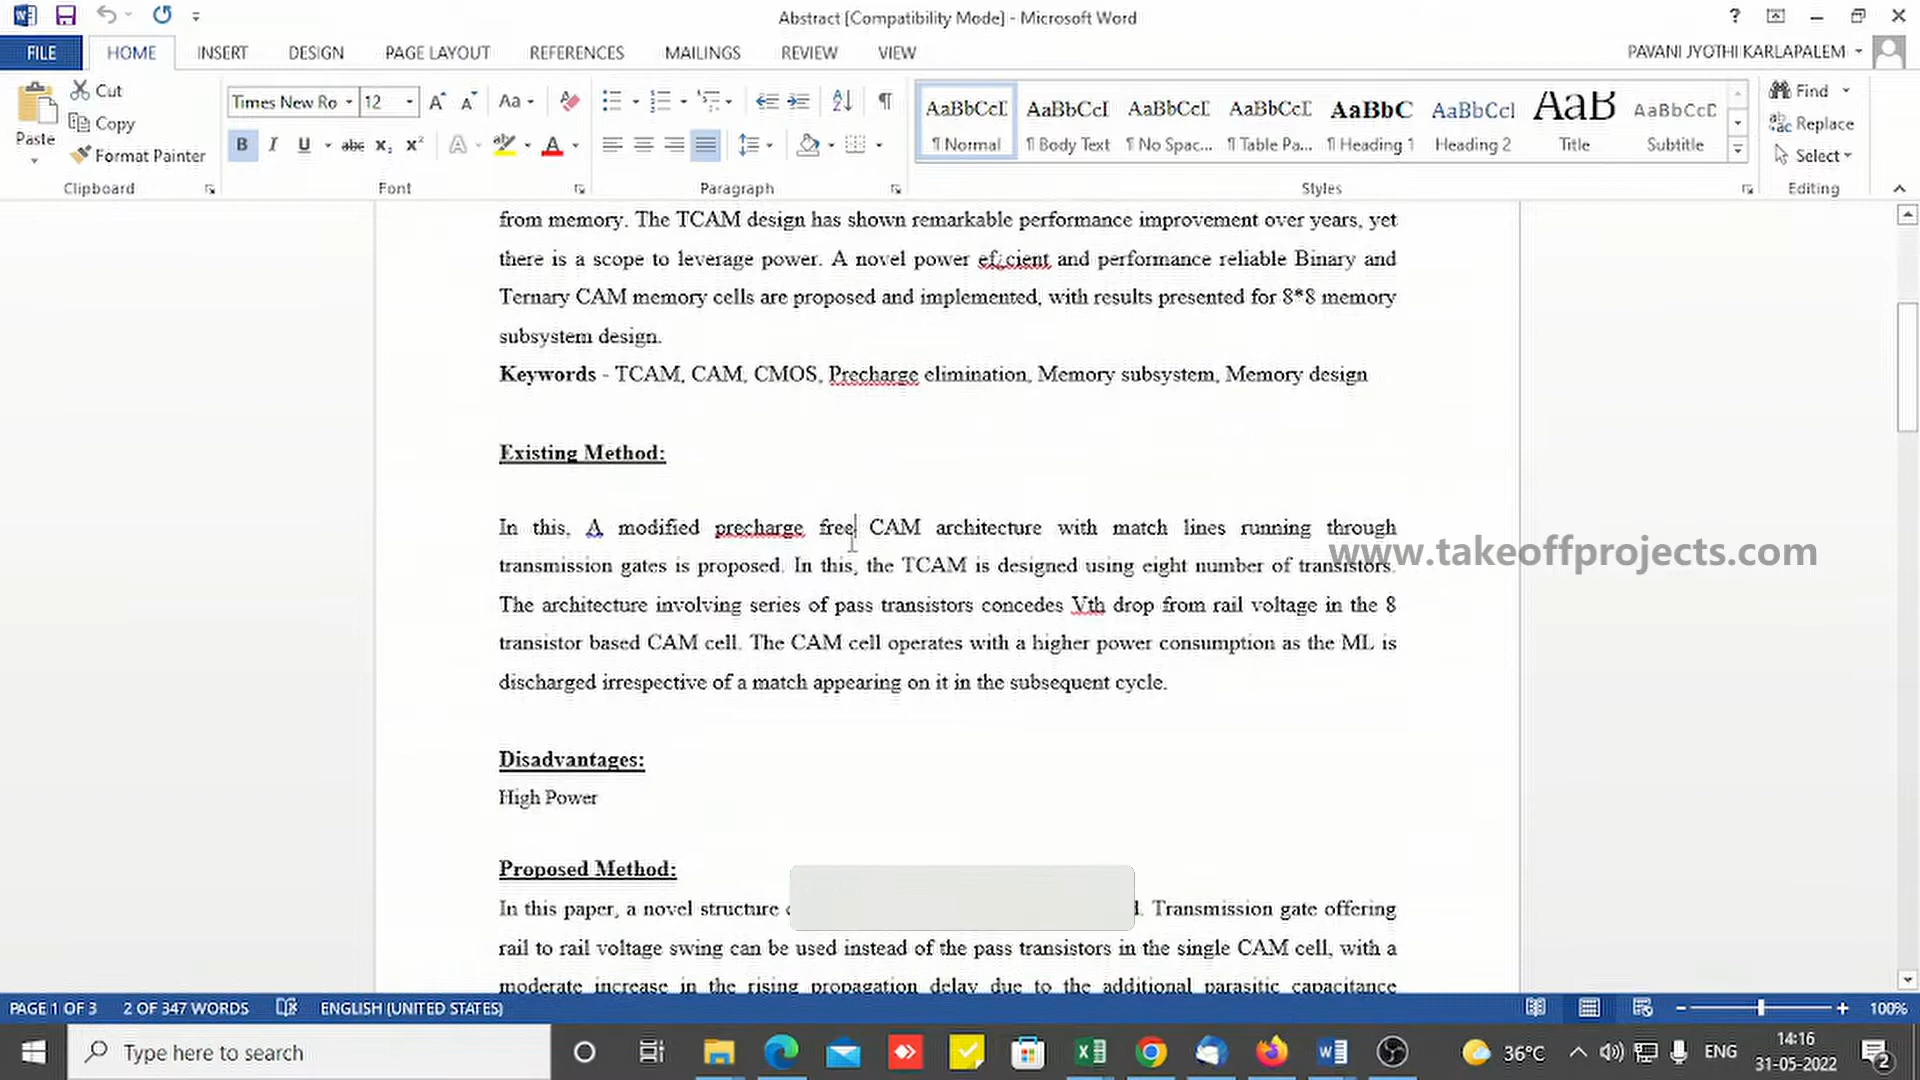 Abstract [Compatibility Mode] - Microsoft Word
FILE HOME INSERT DESIGN PAGE LAYOUT REFERENCES MAILINGS REVIEW VIEW PAVANI JYOTHI KARLAPALEM
Paste Cut Copy Format Painter
Clipboard
Times New Ro 12
Font
Paragraph
AaBbCcI AaBbCcI AaBbCcI AaBbCcI AaBbC AaBbCcl AaB AaBbCcD
¶ Normal ¶ Body Text ¶ No Spac... ¶ Table Pa... ¶ Heading 1 Heading 2 Title Subtitle
Styles
Find
Replace
Select
Editing
from memory. The TCAM design has shown remarkable performance improvement over years, yet
there is a scope to leverage power. A novel power ef¿cient and performance reliable Binary and
Ternary CAM memory cells are proposed and implemented, with results presented for 8*8 memory
subsystem design.
Keywords - TCAM, CAM, CMOS, Precharge elimination, Memory subsystem, Memory design
Existing Method:
In this, A modified precharge free CAM architecture with match lines running through
transmission gates is proposed. In this, the TCAM is designed using eight number of transistors.
The architecture involving series of pass transistors concedes Vth drop from rail voltage in the 8
transistor based CAM cell. The CAM cell operates with a higher power consumption as the ML is
discharged irrespective of a match appearing on it in the subsequent cycle.
www.takeoffprojects.com
Disadvantages:
High Power
Proposed Method:
In this paper, a novel structure Transmission gate offering
rail to rail voltage swing can be used instead of the pass transistors in the single CAM cell, with a
moderate increase in the rising propagation delay due to the additional parasitic capacitance
PAGE 1 OF 3 2 OF 347 WORDS ENGLISH (UNITED STATES) 100%
Type here to search 36°C ENG 14:16
31-05-2022
2